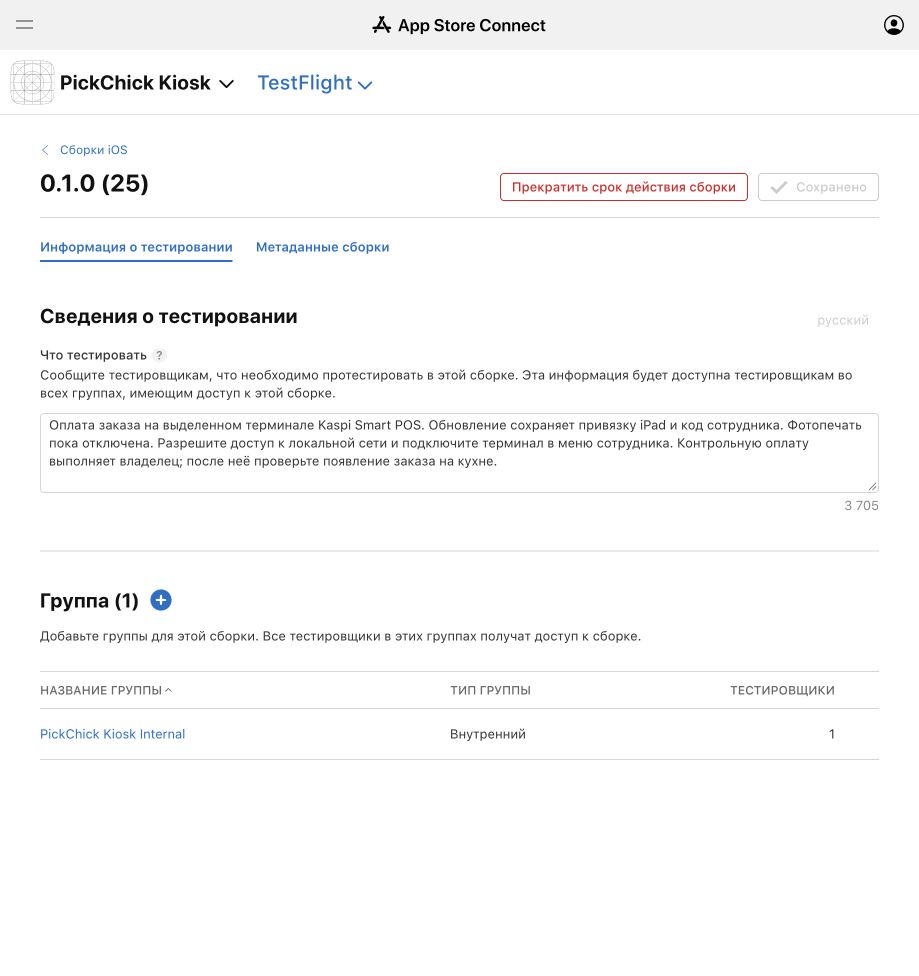 App Store Connect
PickChick Kiosk
TestFlight
Сборки iOS
0.1.0 (25)
Прекратить срок действия сборки
Сохранено
Информация о тестировании
Метаданные сборки
Сведения о тестировании
русский
Что тестировать ?
Сообщите тестировщикам, что необходимо протестировать в этой сборке. Эта информация будет доступна тестировщикам во
всех группах, имеющим доступ к этой сборке.
Оплата заказа на выделенном терминале Kaspi Smart POS. Обновление сохраняет привязку iPad и код сотрудника. Фотопечать
пока отключена. Разрешите доступ к локальной сети и подключите терминал в меню сотрудника. Контрольную оплату
выполняет владелец; после неё проверьте появление заказа на кухне.
3 705
Группа (1)
Добавьте группы для этой сборки. Все тестировщики в этих группах получат доступ к сборке.
НАЗВАНИЕ ГРУППЫ
ТИП ГРУППЫ
ТЕСТИРОВЩИКИ
PickChick Kiosk Internal
Внутренний
1